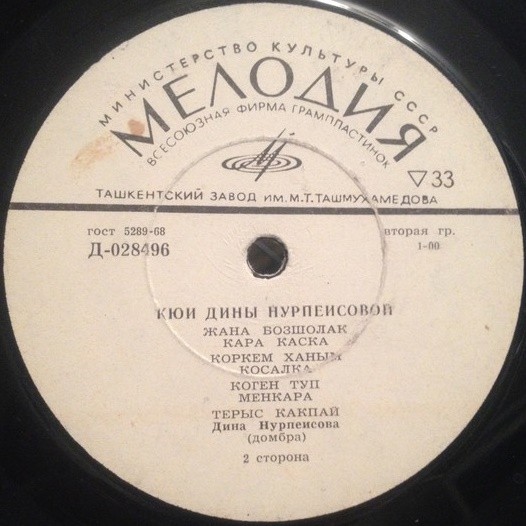 МИНИСТЕРСТВО КУЛЬТУРЫ СССР
МЕЛОДИЯ
ВСЕСОЮЗНАЯ ФИРМА ГРАМПЛАСТИНОК
▽33
ТАШКЕНТСКИЙ ЗАВОД ИМ. М.Т. ТАШМУХАМЕДОВА
гост 5289-68
Д-028496
вторая гр.
1-00
КЮИ ДИНЫ НУРПЕИСОВОЙ
ЖАНА БОЗШОЛАК
КАРА КАСКА
КОРКЕМ ХАНЫМ
КОСАЛКА
КОГЕН ТУП
МЕНКАРА
ТЕРЫС КАКПАЙ
Дина Нурпеисова
(домбра)
2 сторона